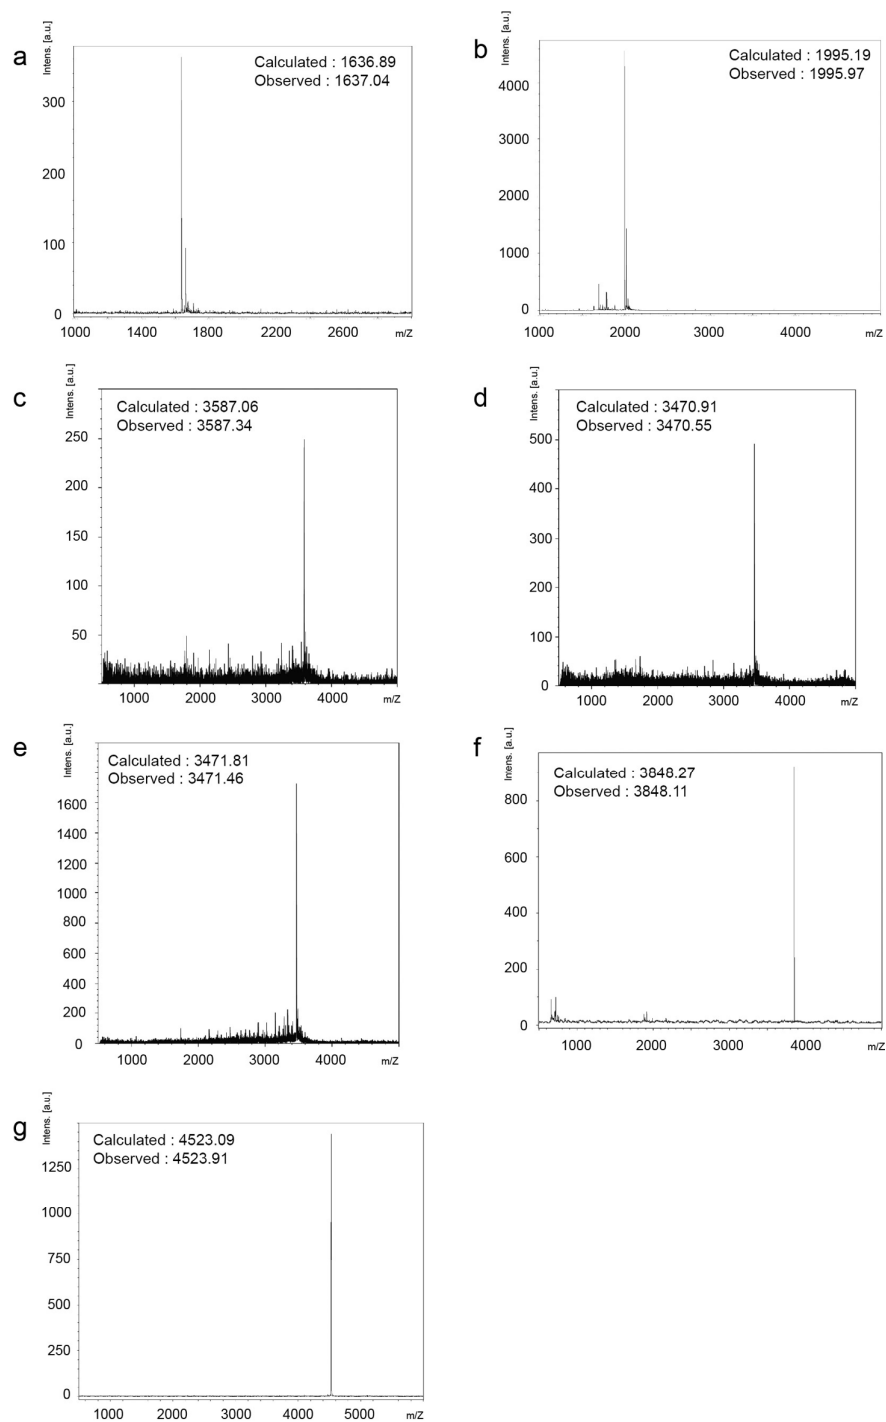 a
Intens. [a.u.]
Calculated : 1636.89
Observed : 1637.04
300
200
100
0
1000 1400 1800 2200 2600 m/Z
b
Intens. [a.u.]
Calculated : 1995.19
Observed : 1995.97
4000
3000
2000
1000
0
1000 2000 3000 4000 m/Z
c
Intens. [a.u.]
Calculated : 3587.06
Observed : 3587.34
250
200
150
100
50
1000 2000 3000 4000 m/Z
d
Intens. [a.u.]
Calculated : 3470.91
Observed : 3470.55
500
400
300
200
100
0
1000 2000 3000 4000 m/Z
e
Intens. [a.u.]
Calculated : 3471.81
Observed : 3471.46
1600
1400
1200
1000
800
600
400
200
0
1000 2000 3000 4000 m/Z
f
Intens. [a.u.]
Calculated : 3848.27
Observed : 3848.11
800
600
400
200
0
1000 2000 3000 4000 m/Z
g
Intens. [a.u.]
Calculated : 4523.09
Observed : 4523.91
1250
1000
750
500
250
0
1000 2000 3000 4000 5000 m/Z